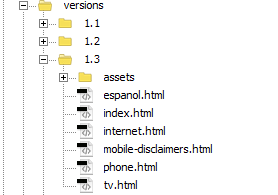 versions
1.1
1.2
1.3
assets
espanol.html
index.html
internet.html
mobile-disclaimers.html
phone.html
tv.html